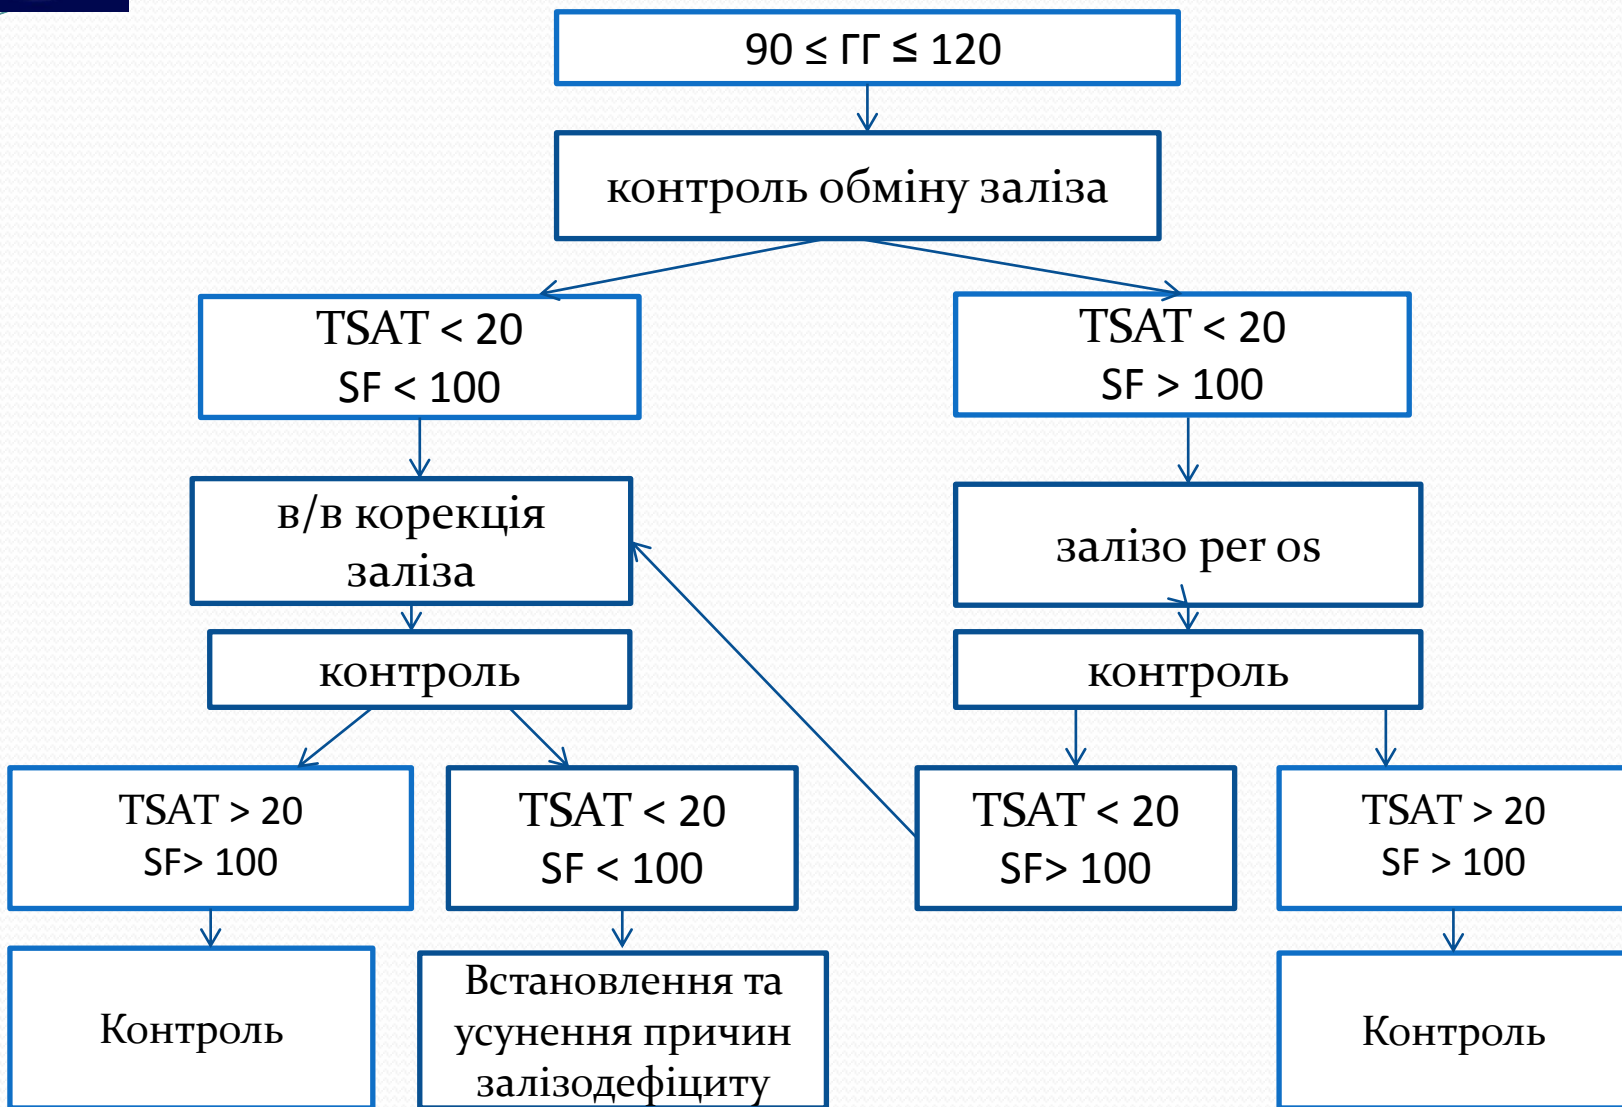 90 ≤ ГГ ≤ 120
контроль обміну заліза
TSAT < 20
SF < 100
TSAT < 20
SF > 100
в/в корекція
заліза
залізо per os
контроль
контроль
TSAT > 20
SF> 100
TSAT < 20
SF < 100
TSAT < 20
SF> 100
TSAT > 20
SF > 100
Контроль
Встановлення та
усунення причин
залізодефіциту
Контроль